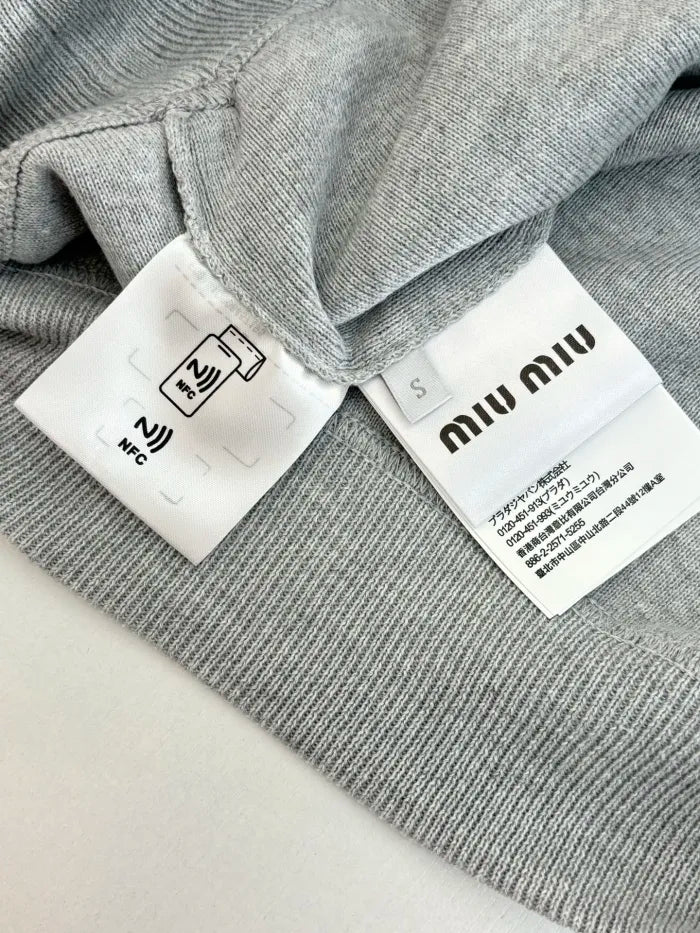 NFC
NFC
S
MIU MIU
プラダジャパン株式会社
0120-451-913(プラダ)
0120-451-993(ミュウミュウ)
香港商台灣普比有限公司台灣分公司
886-2-2571-5255
臺北市中山區中山北路二段44號12樓A室